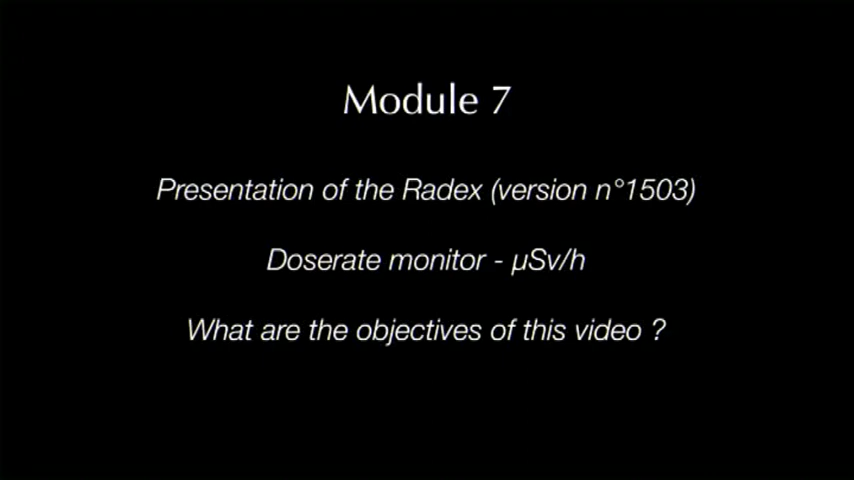 Module 7
Presentation of the Radex (version n°1503)
Doserate monitor - µSv/h
What are the objectives of this video ?